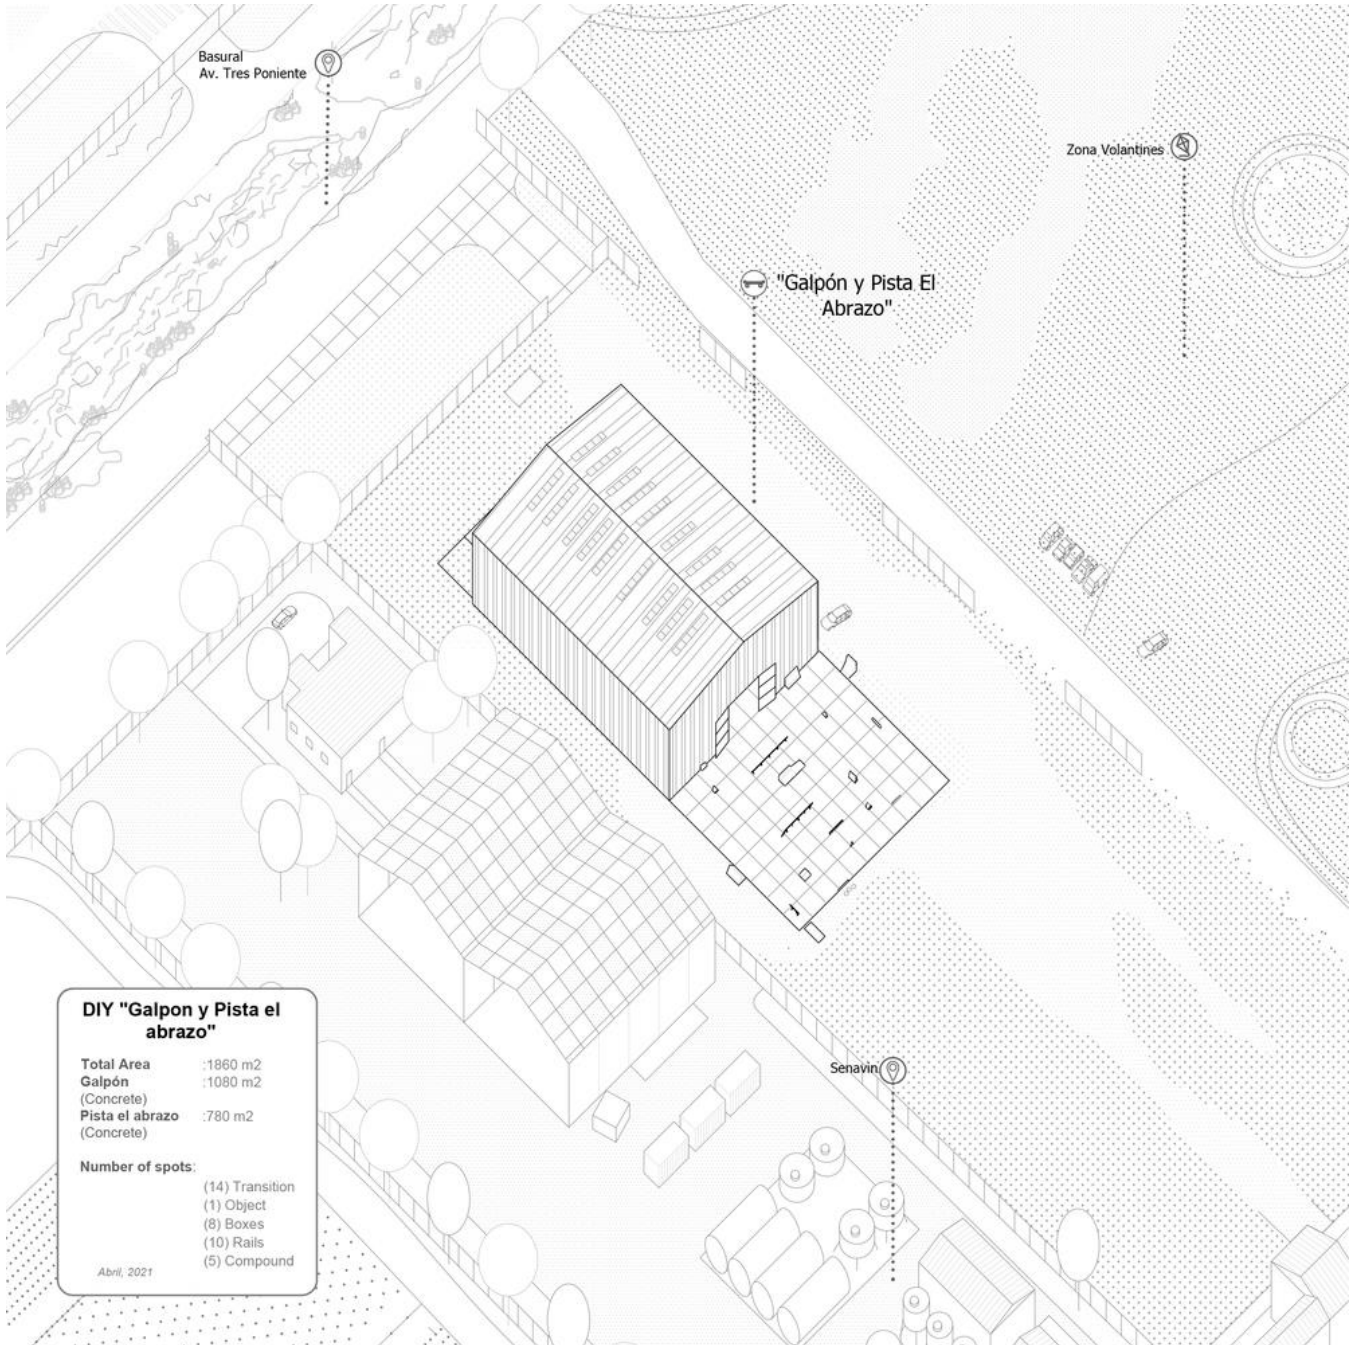 Basural
Av. Tres Poniente
Zona Volantines
"Galpón y Pista El
Abrazo"
Senavin
DIY "Galpon y Pista el
abrazo"
Total Area :1860 m2
Galpón :1080 m2
(Concrete)
Pista el abrazo :780 m2
(Concrete)
Number of spots:
(14) Transition
(1) Object
(8) Boxes
(10) Rails
(5) Compound
Abril, 2021